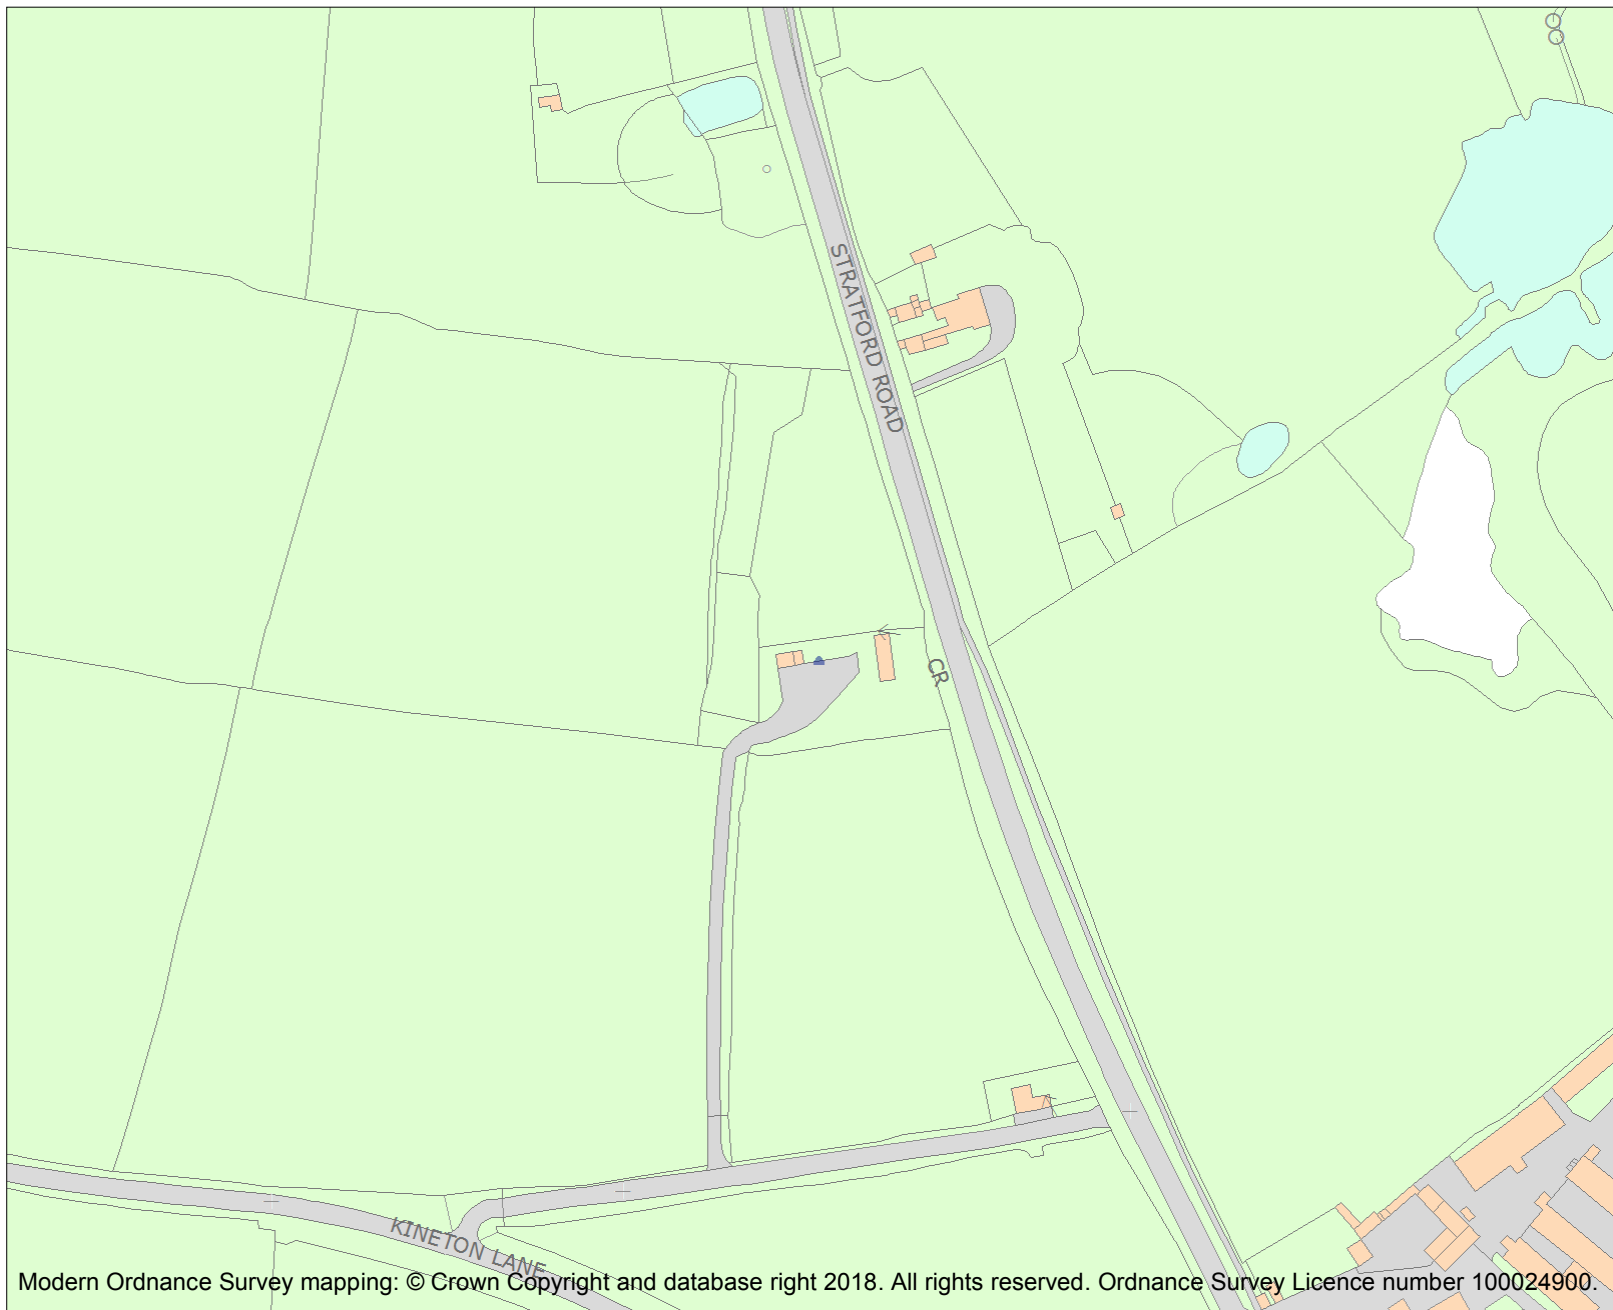 STRATFORD ROAD
CR
KINETON LANE
Modern Ordnance Survey mapping: © Crown Copyright and database right 2018. All rights reserved. Ordnance Survey Licence number 100024900.